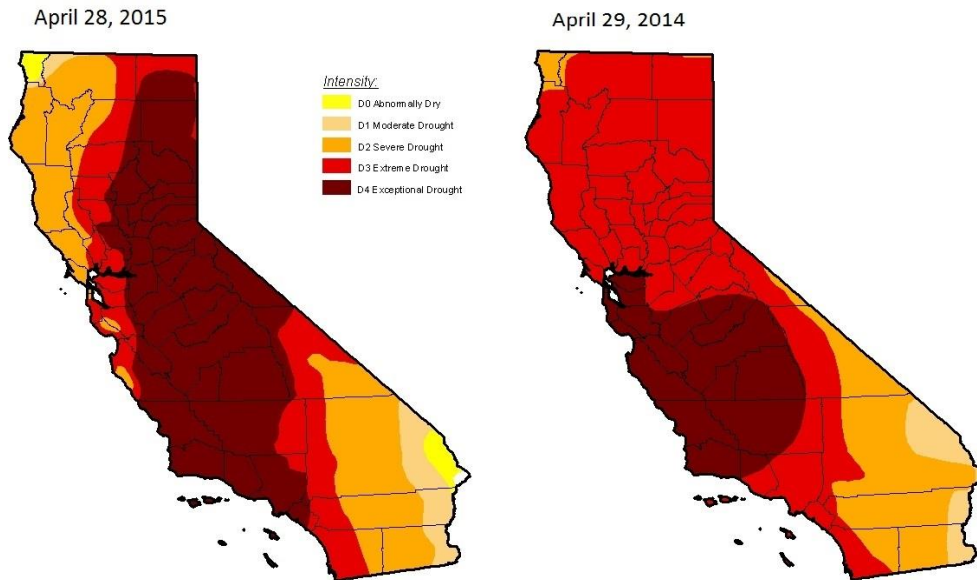 April 28, 2015
April 29, 2014
Intensity:
D0 Abnormally Dry
D1 Moderate Drought
D2 Severe Drought
D3 Extreme Drought
D4 Exceptional Drought